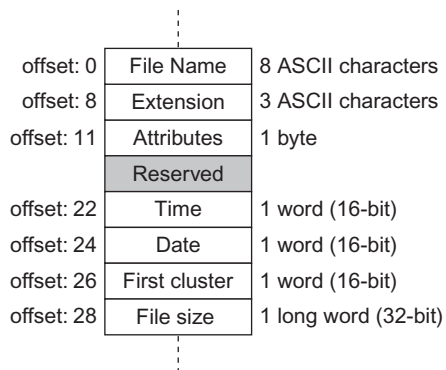 offset: 0 File Name 8 ASCII characters
offset: 8 Extension 3 ASCII characters
offset: 11 Attributes 1 byte
Reserved
offset: 22 Time 1 word (16-bit)
offset: 24 Date 1 word (16-bit)
offset: 26 First cluster 1 word (16-bit)
offset: 28 File size 1 long word (32-bit)